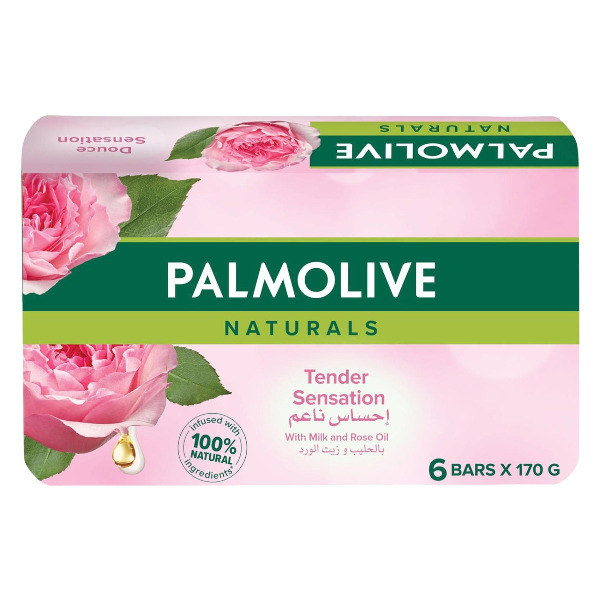 Douce
Sensation
PALMOLIVE
NATURALS
PALMOLIVE
NATURALS
Tender
Sensation
إحساس ناعم
With Milk and Rose Oil
بالحليب و زيت الورد
infused with
100%
NATURAL
ingredients*
6 BARS X 170 G